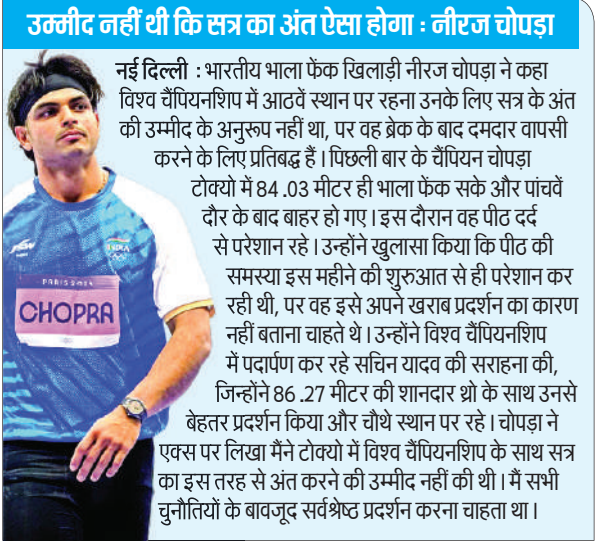 उम्मीद नहीं थी कि सत्र का अंत ऐसा होगा : नीरज चोपड़ा
नई दिल्ली : भारतीय भाला फेंक खिलाड़ी नीरज चोपड़ा ने कहा
विश्व चैंपियनशिप में आठवें स्थान पर रहना उनके लिए सत्र के अंत
की उम्मीद के अनुरूप नहीं था, पर वह ब्रेक के बाद दमदार वापसी
करने के लिए प्रतिबद्ध हैं । पिछली बार के चैंपियन चोपड़ा
टोक्यो में 84 .03 मीटर ही भाला फेंक सके और पांचवें
दौर के बाद बाहर हो गए । इस दौरान वह पीठ दर्द
से परेशान रहे । उन्होंने खुलासा किया कि पीठ की
समस्या इस महीने की शुरुआत से ही परेशान कर
रही थी, पर वह इसे अपने खराब प्रदर्शन का कारण
नहीं बताना चाहते थे । उन्होंने विश्व चैंपियनशिप
में पदार्पण कर रहे सचिन यादव की सराहना की,
जिन्होंने 86 .27 मीटर की शानदार थ्रो के साथ उनसे
बेहतर प्रदर्शन किया और चौथे स्थान पर रहे । चोपड़ा ने
एक्स पर लिखा मैंने टोक्यो में विश्व चैंपियनशिप के साथ सत्र
का इस तरह से अंत करने की उम्मीद नहीं की थी । मैं सभी
चुनौतियों के बावजूद सर्वश्रेष्ठ प्रदर्शन करना चाहता था ।
INDIA
PARIS 2024
CHOPRA